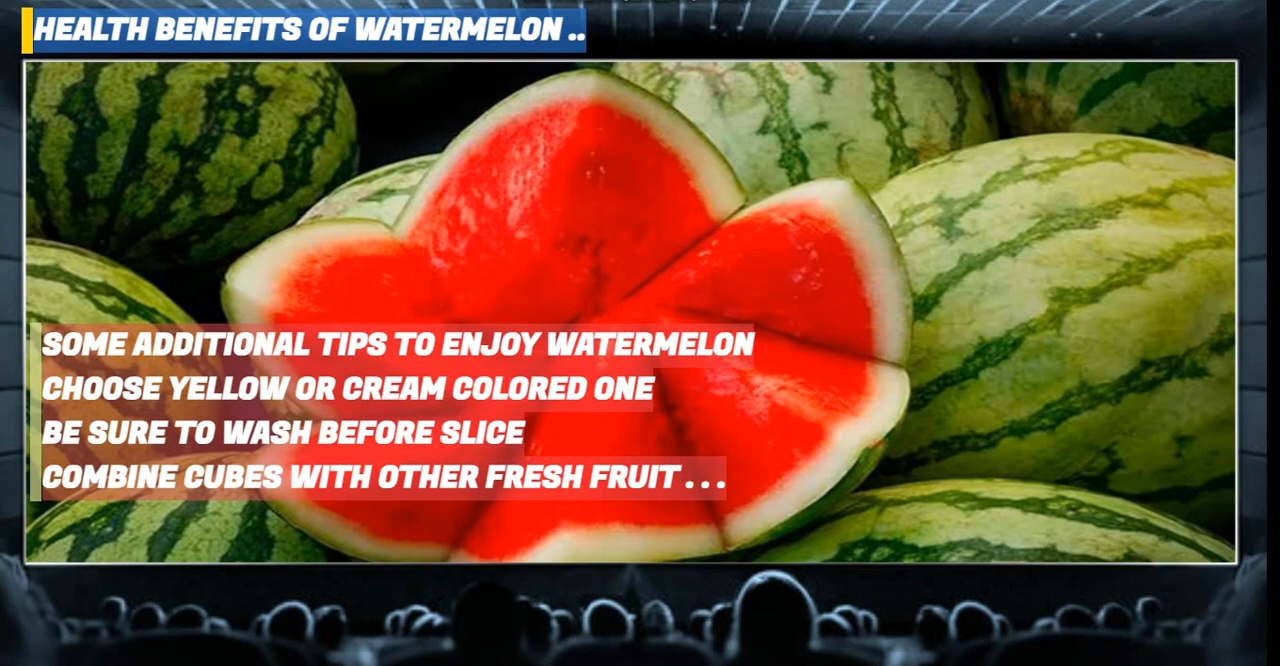 HEALTH BENEFITS OF WATERMELON ..
SOME ADDITIONAL TIPS TO ENJOY WATERMELON
CHOOSE YELLOW OR CREAM COLORED ONE
BE SURE TO WASH BEFORE SLICE
COMBINE CUBES WITH OTHER FRESH FRUIT . . .